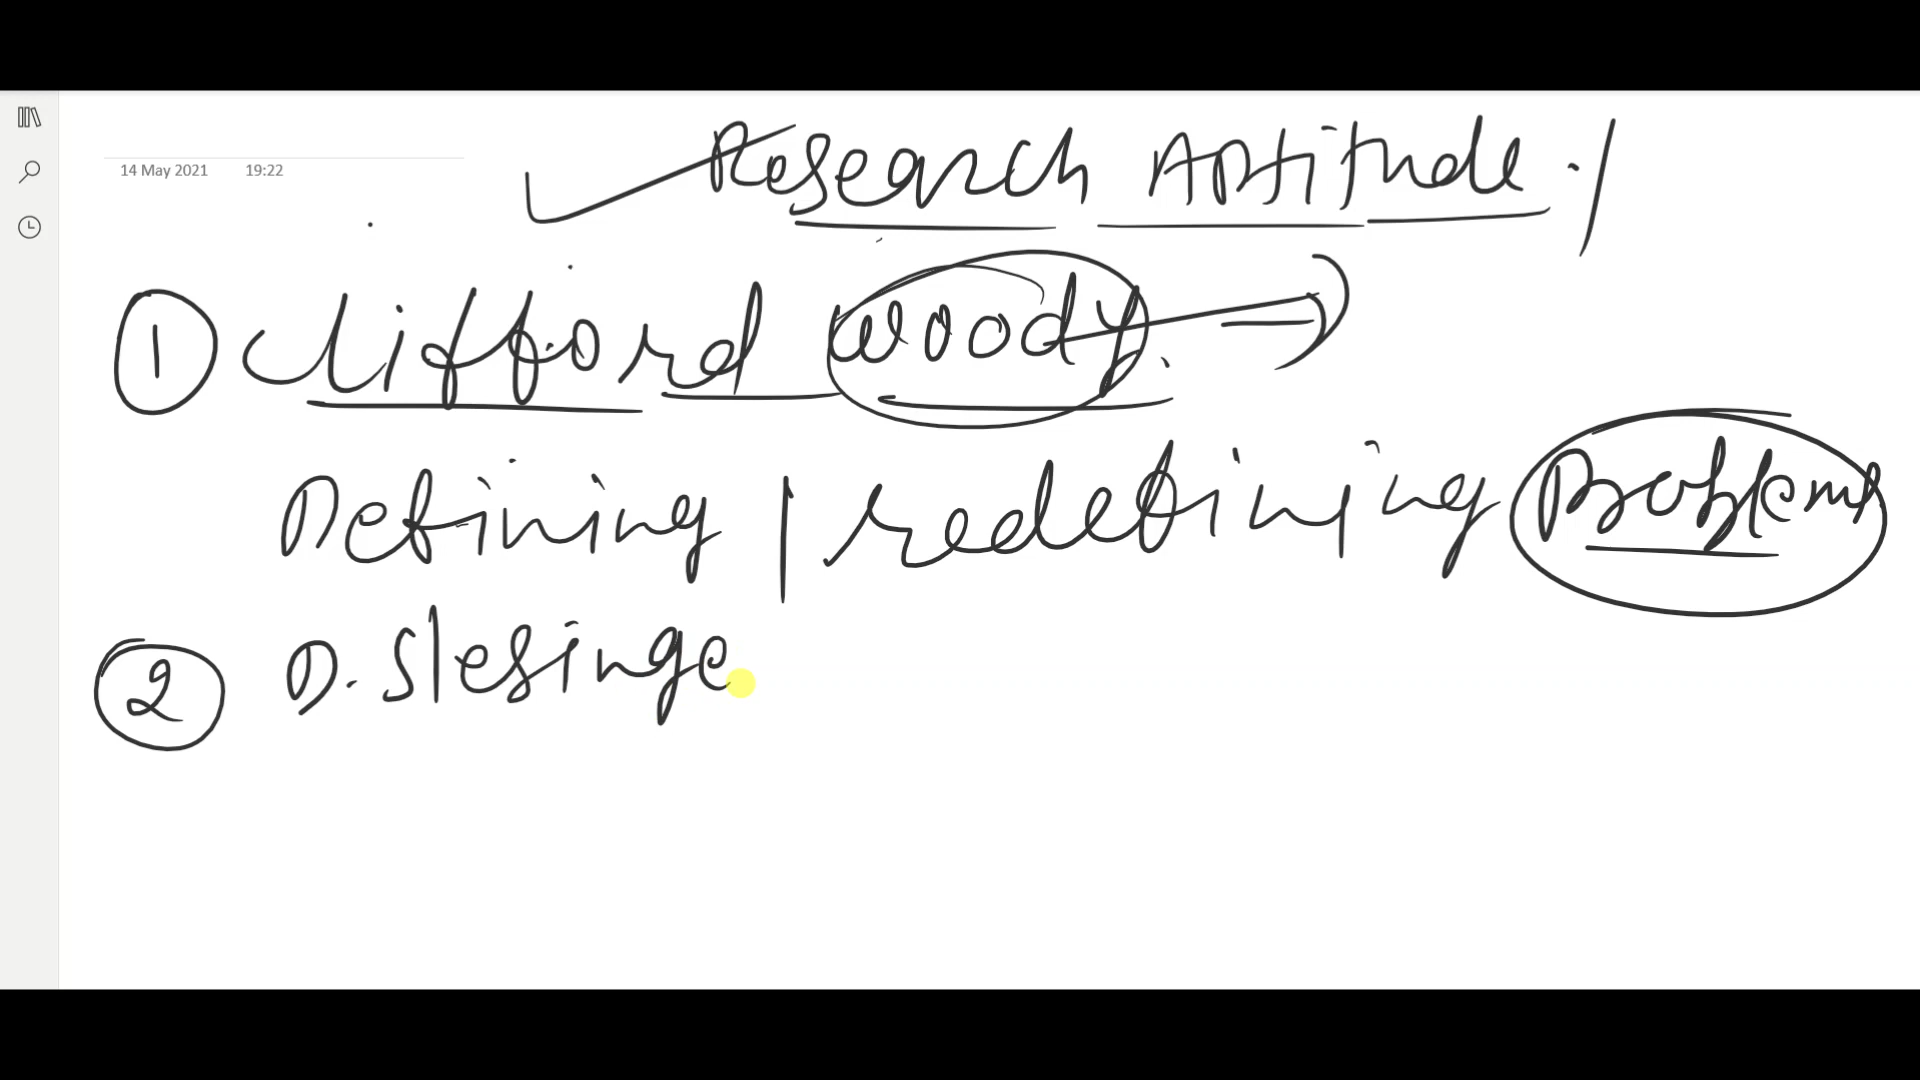 14 May 2021 19:22
Research Aptitude
① Clifford Woody. →
Defining / redefining Problems
② D. Slesinge